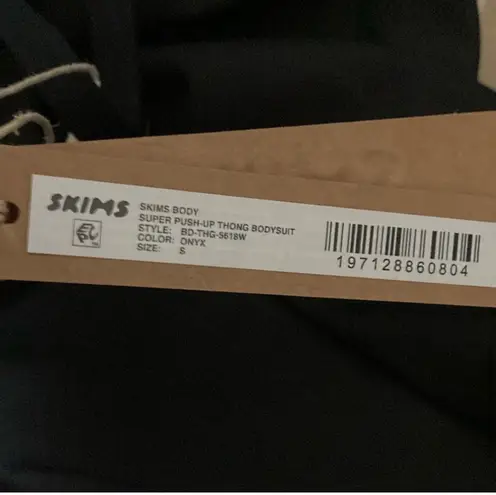 SKIMS
SKIMS BODY
SUPER PUSH-UP THONG BODYSUIT
STYLE: BD-THG-5618W
COLOR: ONYX
SIZE: S
197128860804